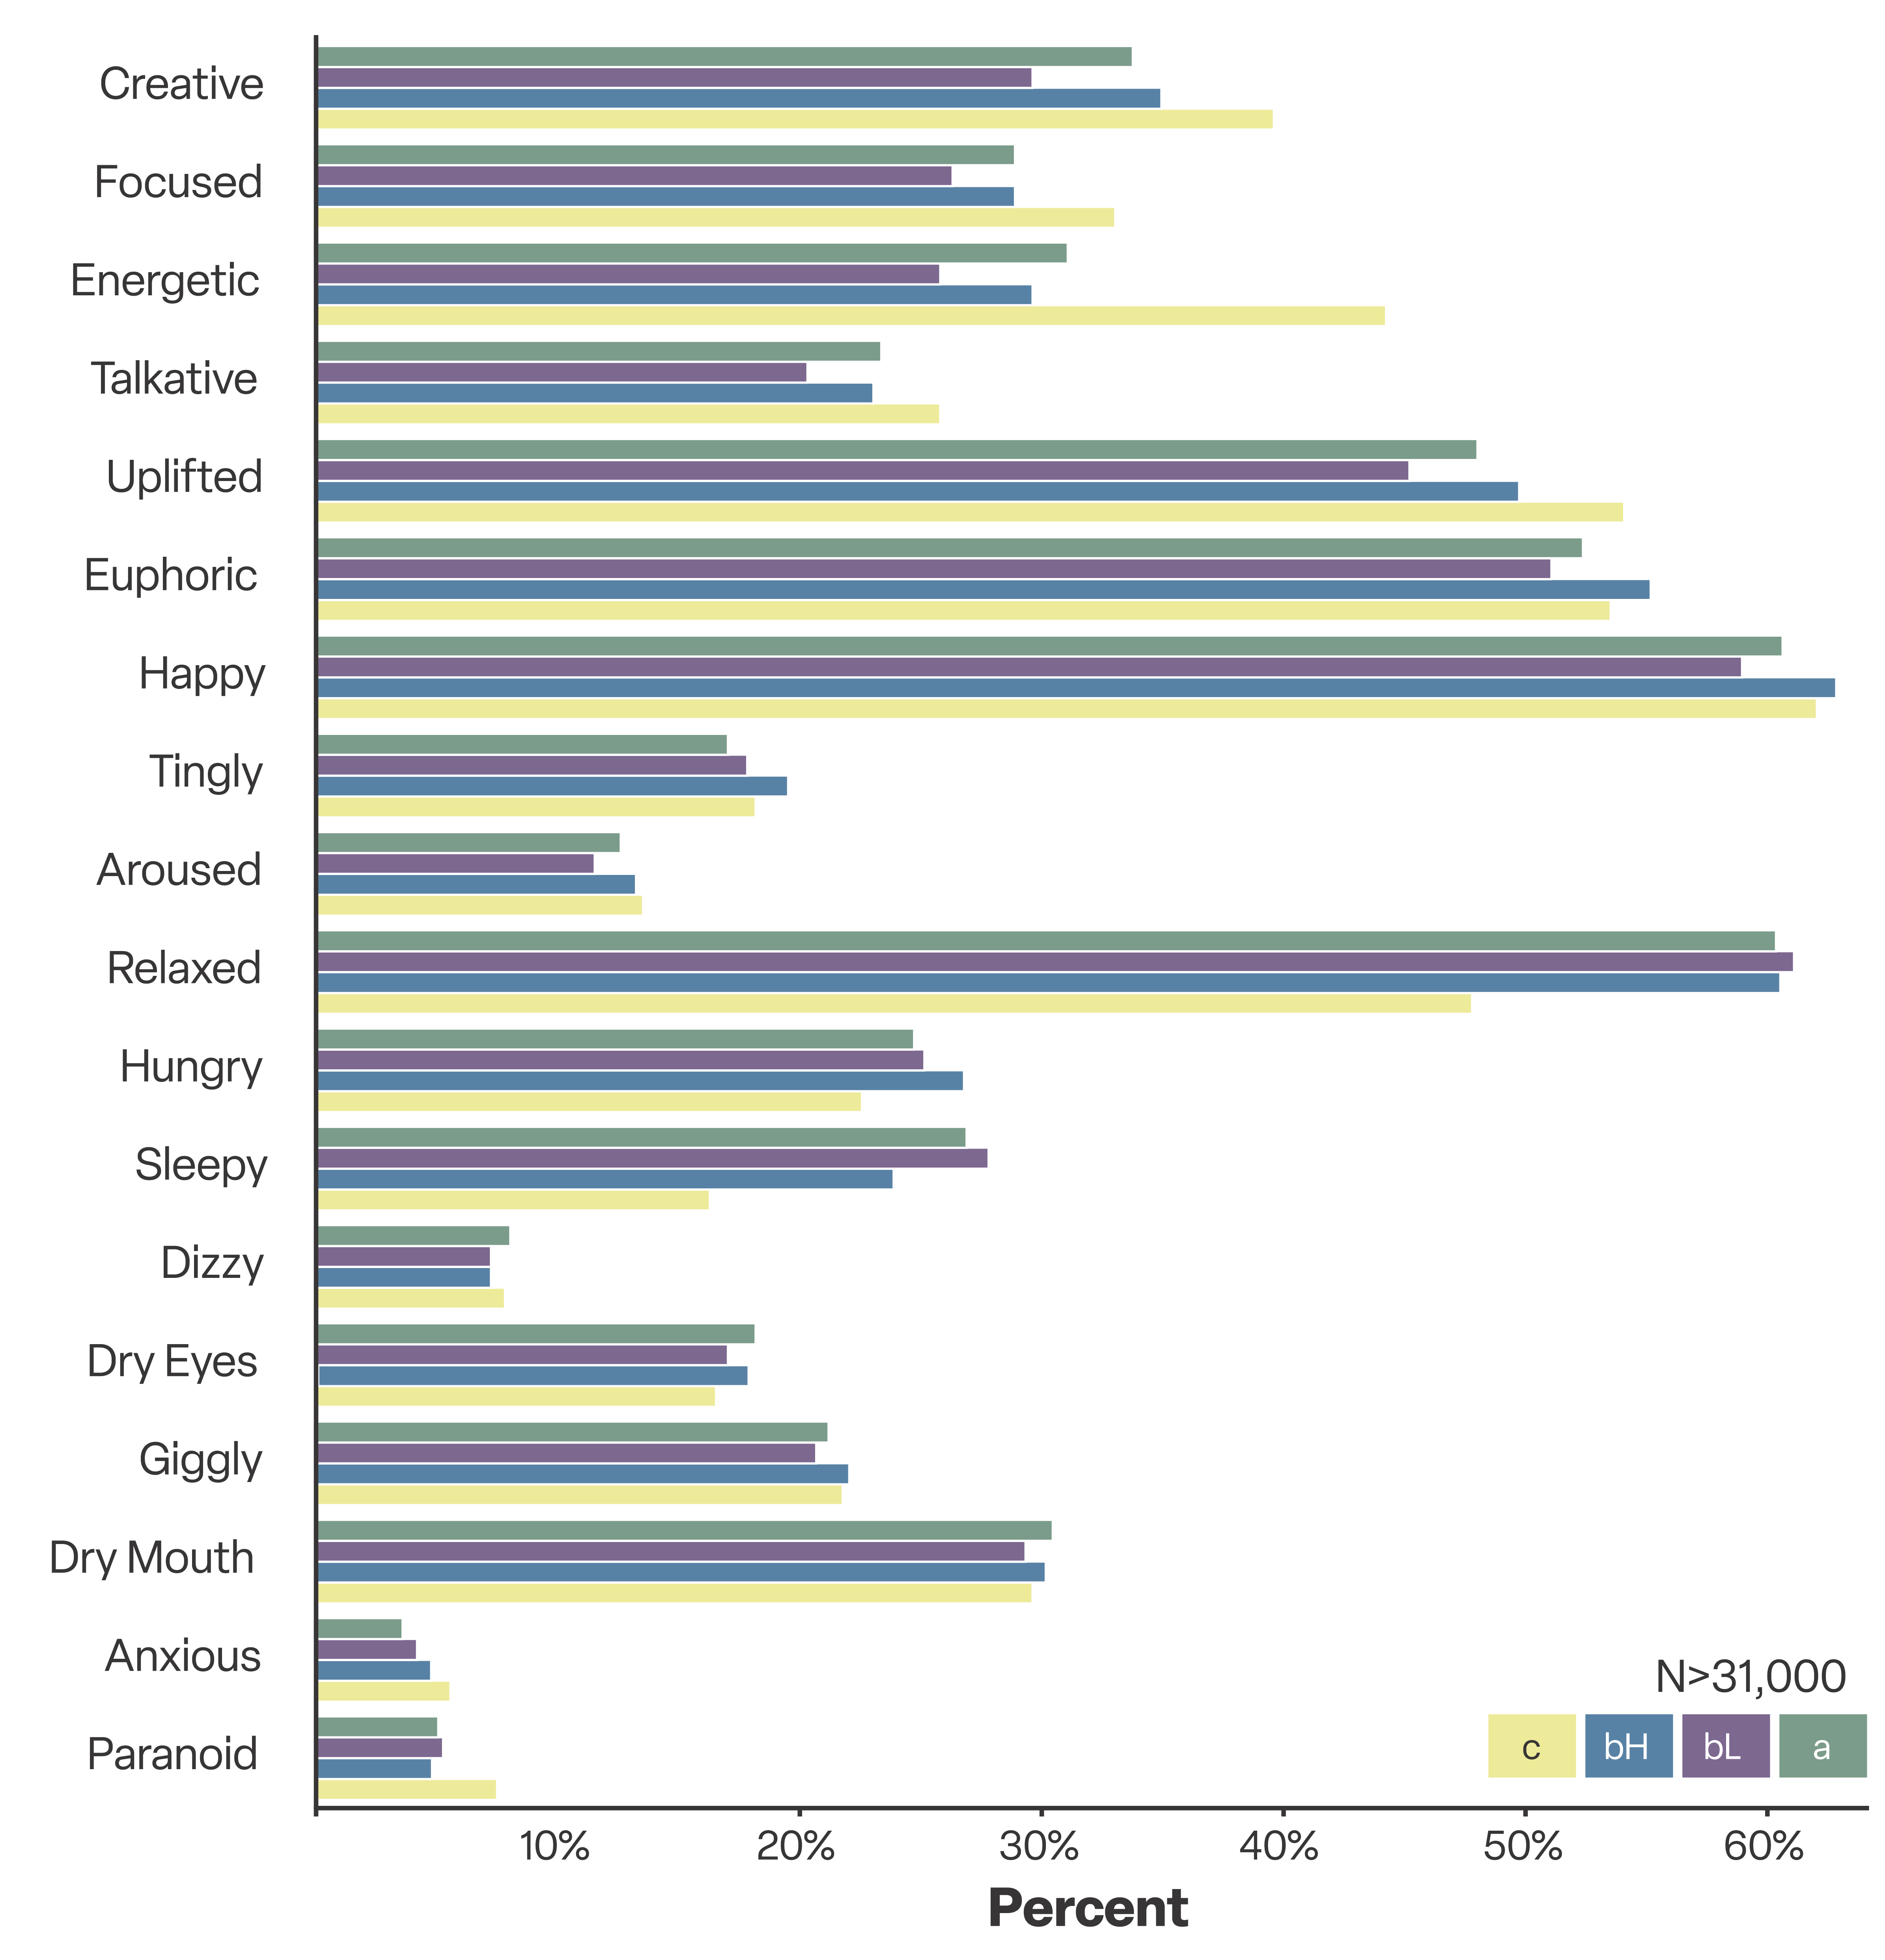 Creative
Focused
Energetic
Talkative
Uplifted
Euphoric
Happy
Tingly
Aroused
Relaxed
Hungry
Sleepy
Dizzy
Dry Eyes
Giggly
Dry Mouth
Anxious
Paranoid
N>31,000
c bH bL a
10% 20% 30% 40% 50% 60%
Percent